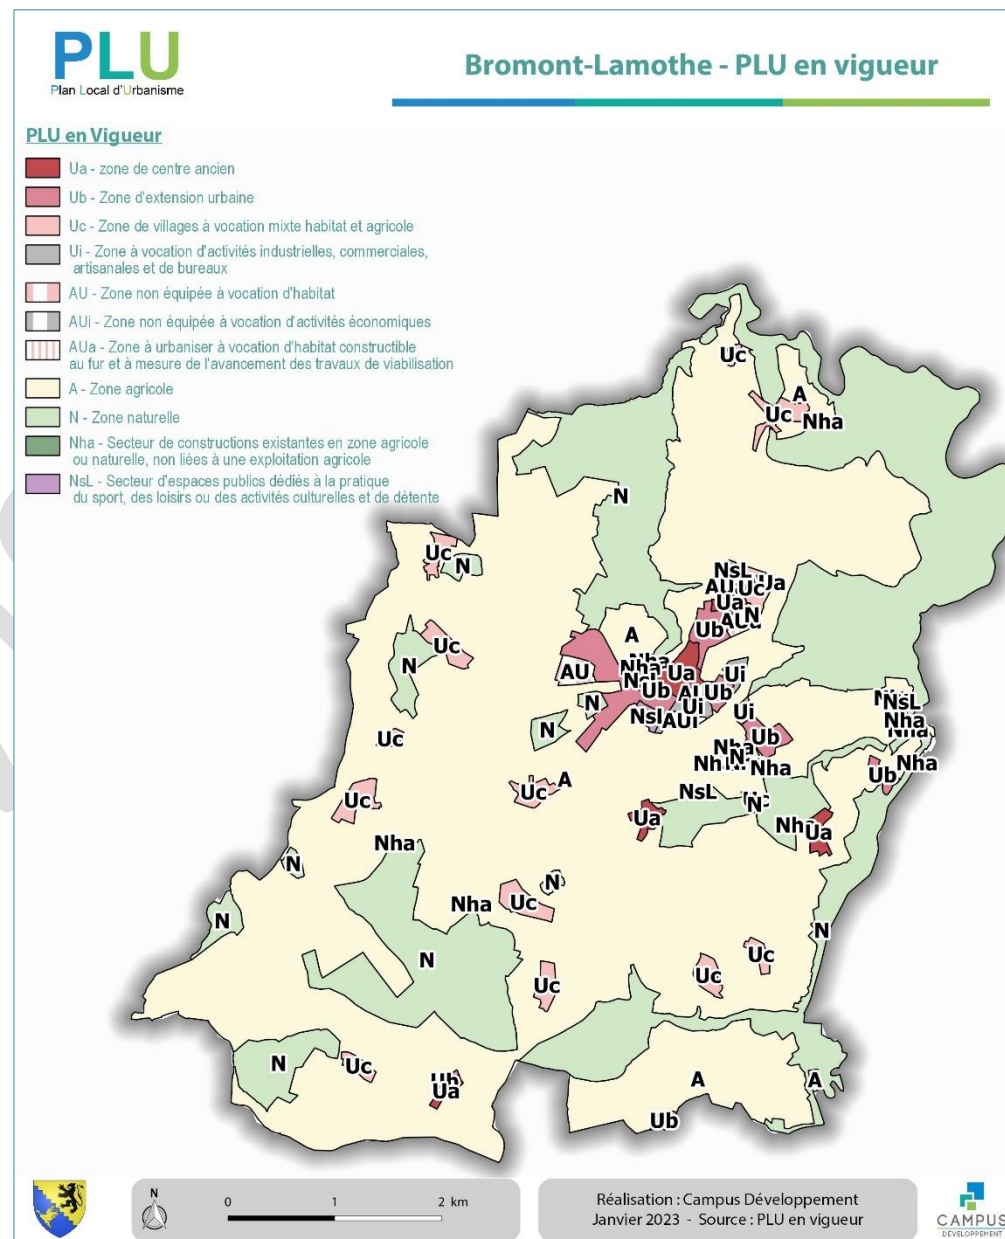 PLU
Plan Local d'Urbanisme
Bromont-Lamothe - PLU en vigueur
PLU en Vigueur
Ua - zone de centre ancien
Ub - Zone d'extension urbaine
Uc - Zone de villages à vocation mixte habitat et agricole
Ui - Zone à vocation d'activités industrielles, commerciales,
artisanales et de bureaux
AU - Zone non équipée à vocation d'habitat
AUi - Zone non équipée à vocation d'activités économiques
AUa - Zone à urbaniser à vocation d'habitat constructible
au fur et à mesure de l'avancement des travaux de viabilisation
A - Zone agricole
N - Zone naturelle
Nha - Secteur de constructions existantes en zone agricole
ou naturelle, non liées à une exploitation agricole
NsL - Secteur d'espaces publics dédiés à la pratique
du sport, des loisirs ou des activités culturelles et de détente
Uc
A
Uc
Nha
N
Uc
N
NsL
Uc
Ua
N
Ub
A
Uc
N
Nha
Nha
Ua
AU
Ui
Ub
Ub
N
Ui
NsL
Nha
N
Uc
Ub
Nha
N
Nha
Nha
Ub
A
Uc
Uc
NsL
N
Ua
Ua
Nha
N
N
Nha
Uc
N
N
N
Uc
Uc
Uc
N
Uc
Ua
A
A
Ub
N
0
1
2 km
Réalisation : Campus Développement
Janvier 2023 - Source : PLU en vigueur
CAMPUS
DÉVELOPPEMENT